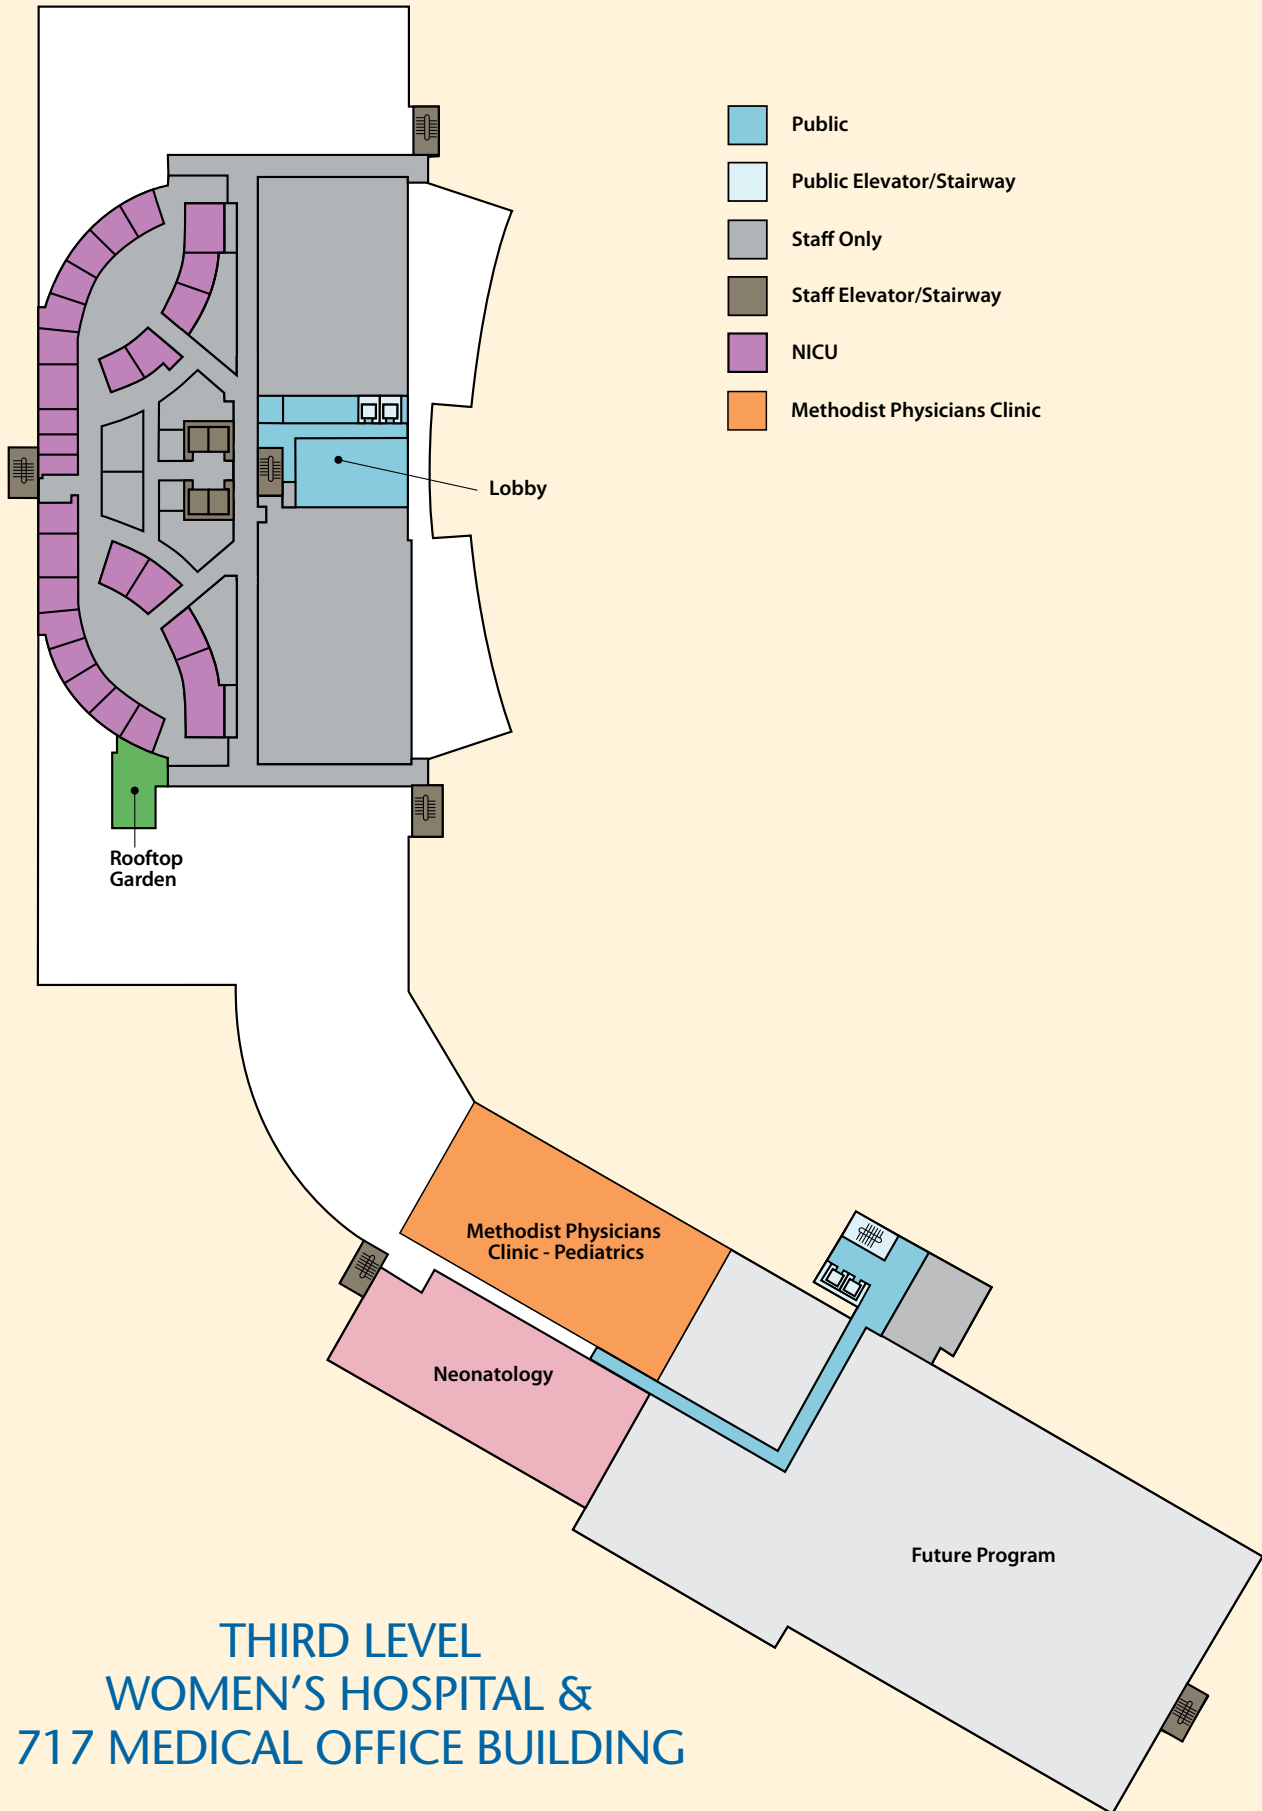 Public
Public Elevator/Stairway
Staff Only
Staff Elevator/Stairway
NICU
Methodist Physicians Clinic
Lobby
Rooftop
Garden
Methodist Physicians
Clinic - Pediatrics
Neonatology
Future Program
THIRD LEVEL
WOMEN’S HOSPITAL &
717 MEDICAL OFFICE BUILDING